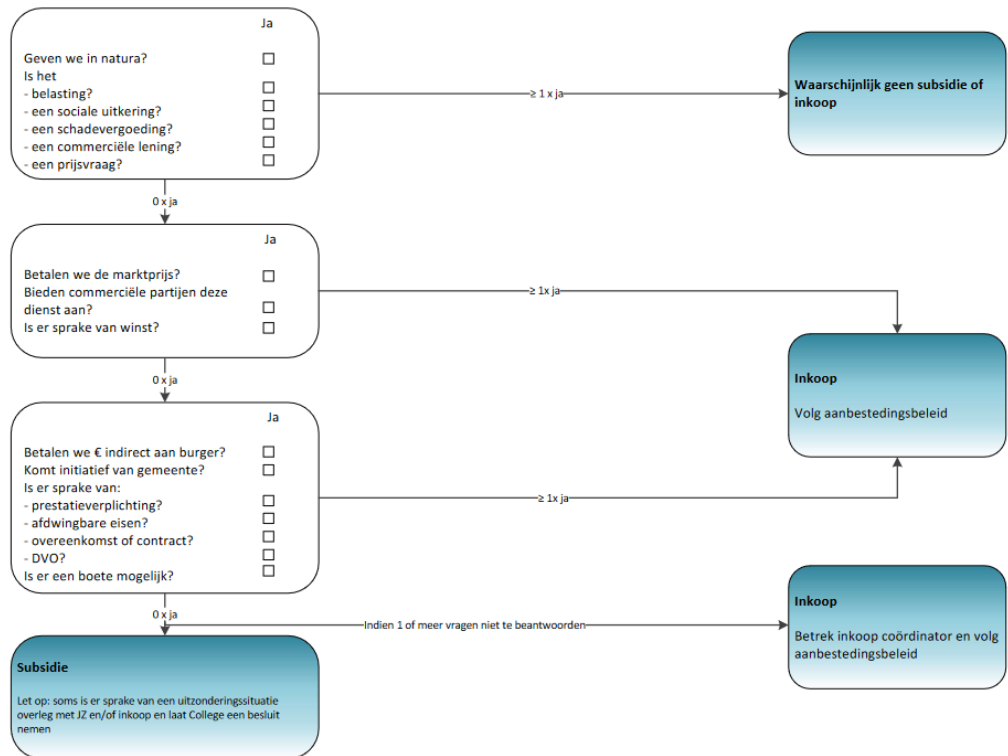 Ja
Geven we in natura?
Is het
- belasting?
- een sociale uitkering?
- een schadevergoeding?
- een commerciële lening?
- een prijsvraag?
≥ 1 x ja
Waarschijnlijk geen subsidie of
inkoop
0 x ja
Ja
Betalen we de marktprijs?
Bieden commerciële partijen deze
dienst aan?
Is er sprake van winst?
≥ 1x ja
Inkoop
Volg aanbestedingsbeleid
0 x ja
Ja
Betalen we € indirect aan burger?
Komt initiatief van gemeente?
Is er sprake van:
- prestatieverplichting?
- afdwingbare eisen?
- overeenkomst of contract?
- DVO?
Is er een boete mogelijk?
≥ 1x ja
0 x ja
Indien 1 of meer vragen niet te beantwoorden
Inkoop
Betrek inkoop coördinator en volg
aanbestedingsbeleid
Subsidie
Let op: soms is er sprake van een uitzonderingssituatie
overleg met JZ en/of inkoop en laat College een besluit
nemen